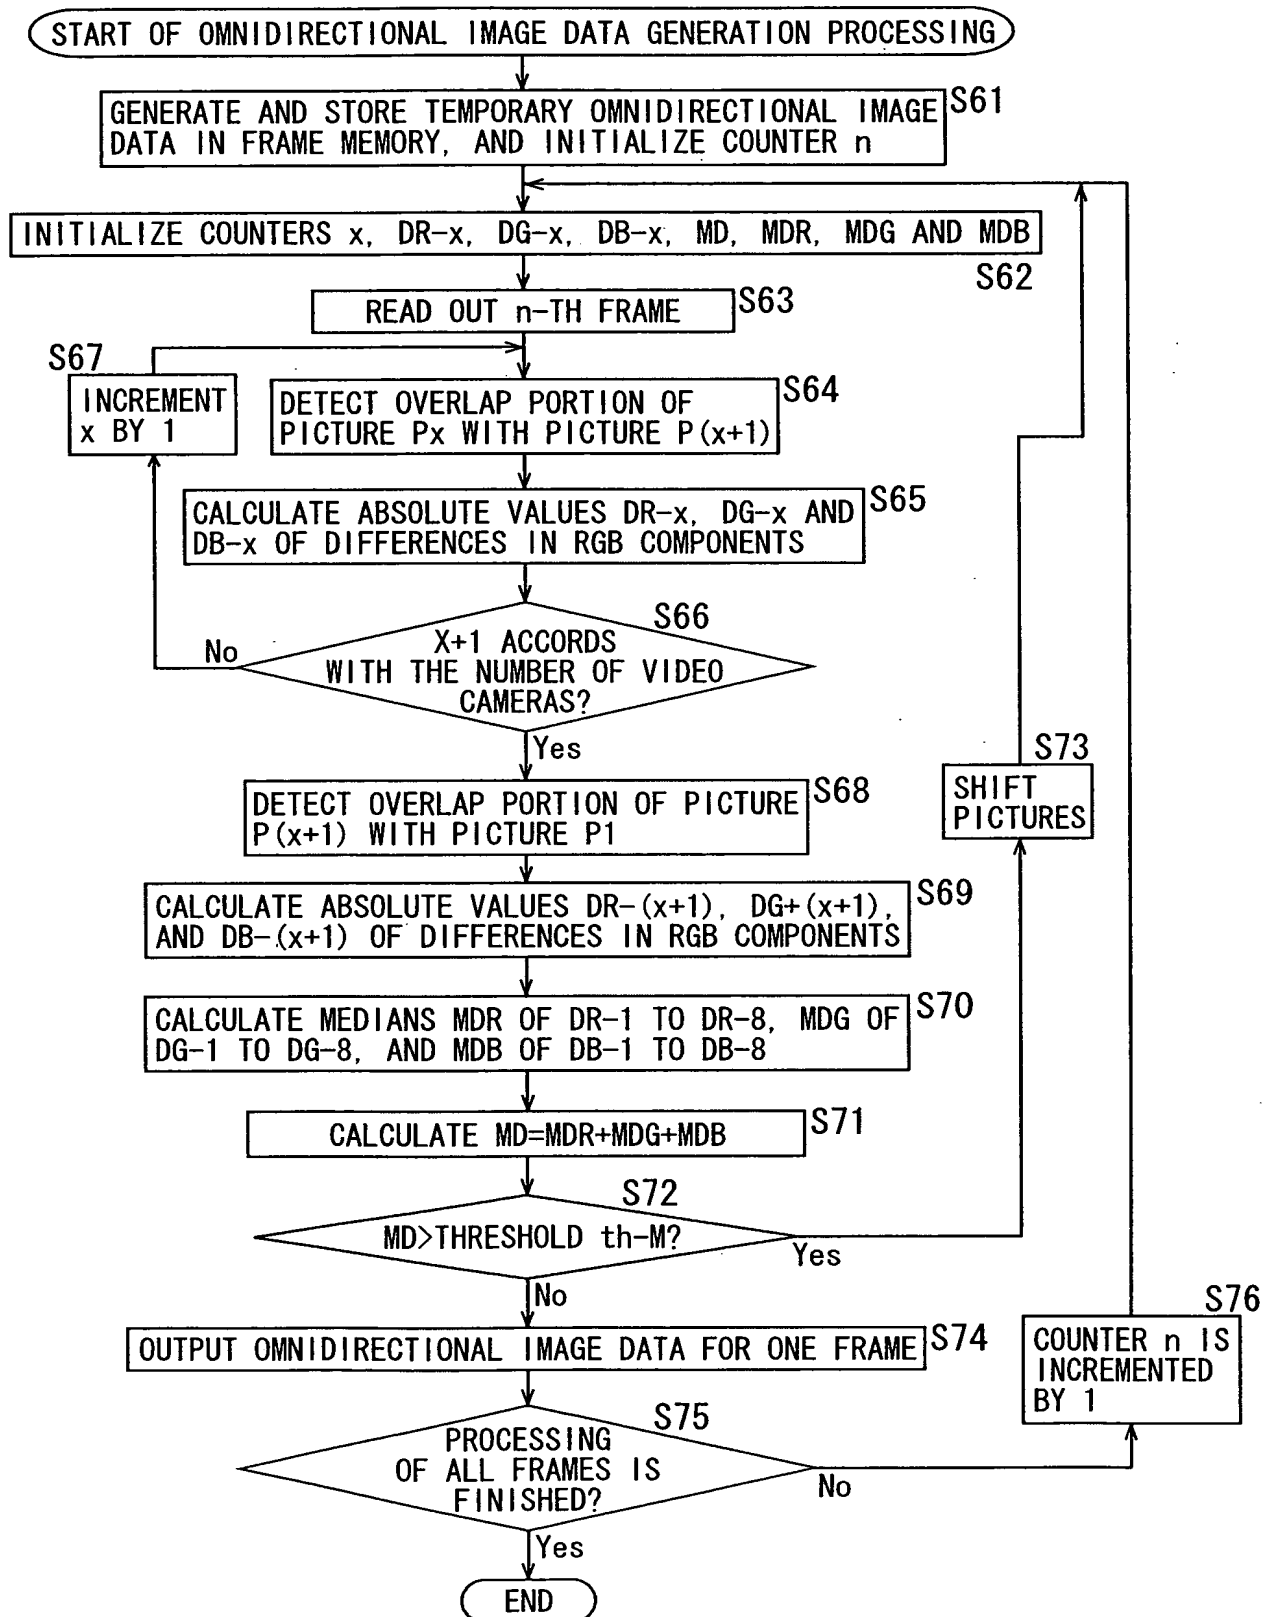 START OF OMNIDIRECTIONAL IMAGE DATA GENERATION PROCESSING
S61
GENERATE AND STORE TEMPORARY OMNIDIRECTIONAL IMAGE
DATA IN FRAME MEMORY, AND INITIALIZE COUNTER n
INITIALIZE COUNTERS x, DR-x, DG-x, DB-x, MD, MDR, MDG AND MDB
S62
READ OUT n-TH FRAME
S63
S67
INCREMENT
x BY 1
S64
DETECT OVERLAP PORTION OF
PICTURE Px WITH PICTURE P(x+1)
S65
CALCULATE ABSOLUTE VALUES DR-x, DG-x AND
DB-x OF DIFFERENCES IN RGB COMPONENTS
S66
X+1 ACCORDS
WITH THE NUMBER OF VIDEO
CAMERAS?
No
Yes
S73
SHIFT
PICTURES
S68
DETECT OVERLAP PORTION OF PICTURE
P(x+1) WITH PICTURE P1
S69
CALCULATE ABSOLUTE VALUES DR-(x+1), DG+(x+1),
AND DB-(x+1) OF DIFFERENCES IN RGB COMPONENTS
S70
CALCULATE MEDIANS MDR OF DR-1 TO DR-8, MDG OF
DG-1 TO DG-8, AND MDB OF DB-1 TO DB-8
S71
CALCULATE MD=MDR+MDG+MDB
S72
MD>THRESHOLD th-M?
Yes
No
S74
OUTPUT OMNIDIRECTIONAL IMAGE DATA FOR ONE FRAME
S76
COUNTER n IS
INCREMENTED
BY 1
S75
PROCESSING
OF ALL FRAMES IS
FINISHED?
No
Yes
END